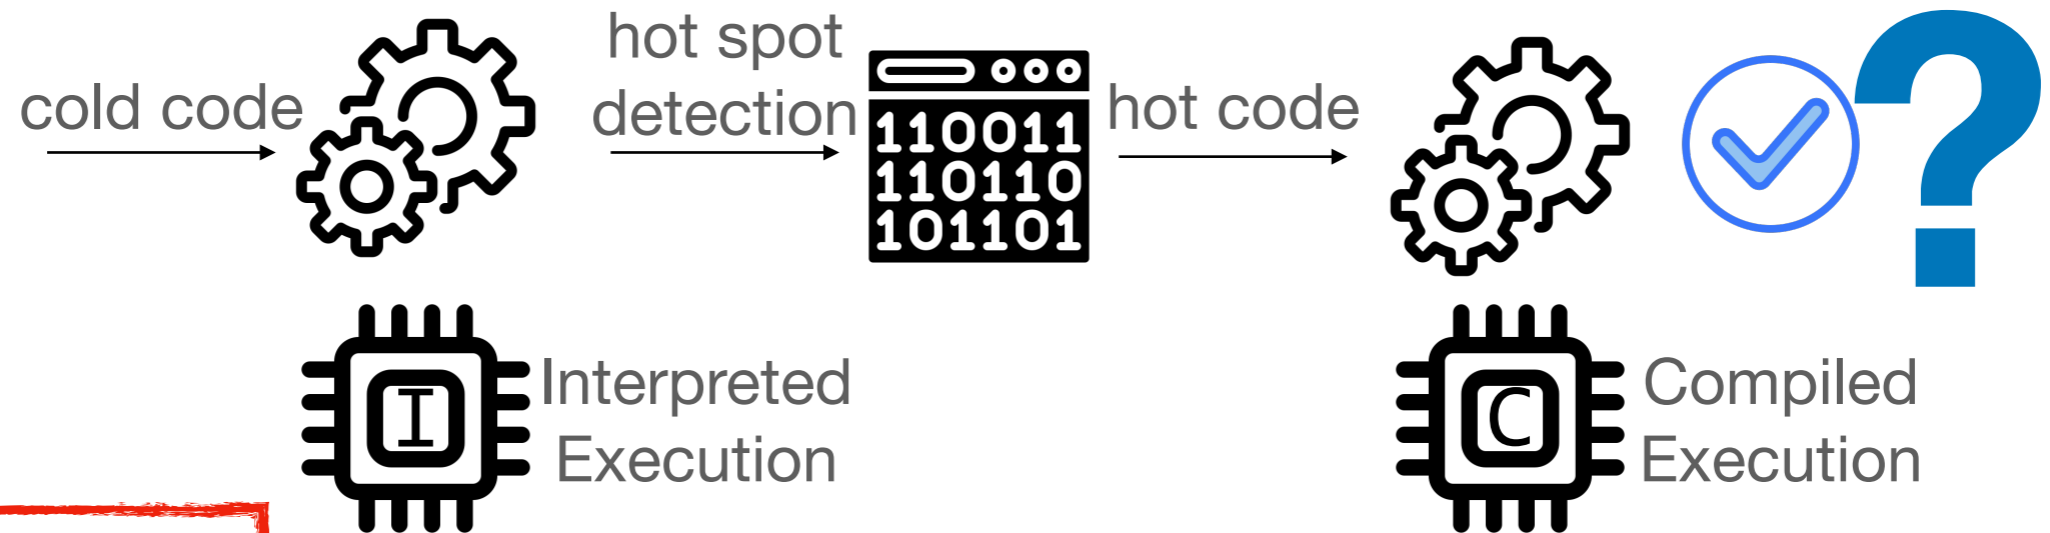 cold code
hot spot
detection
110011
110110
101101
hot code
?
I
Interpreted
Execution
C
Compiled
Execution